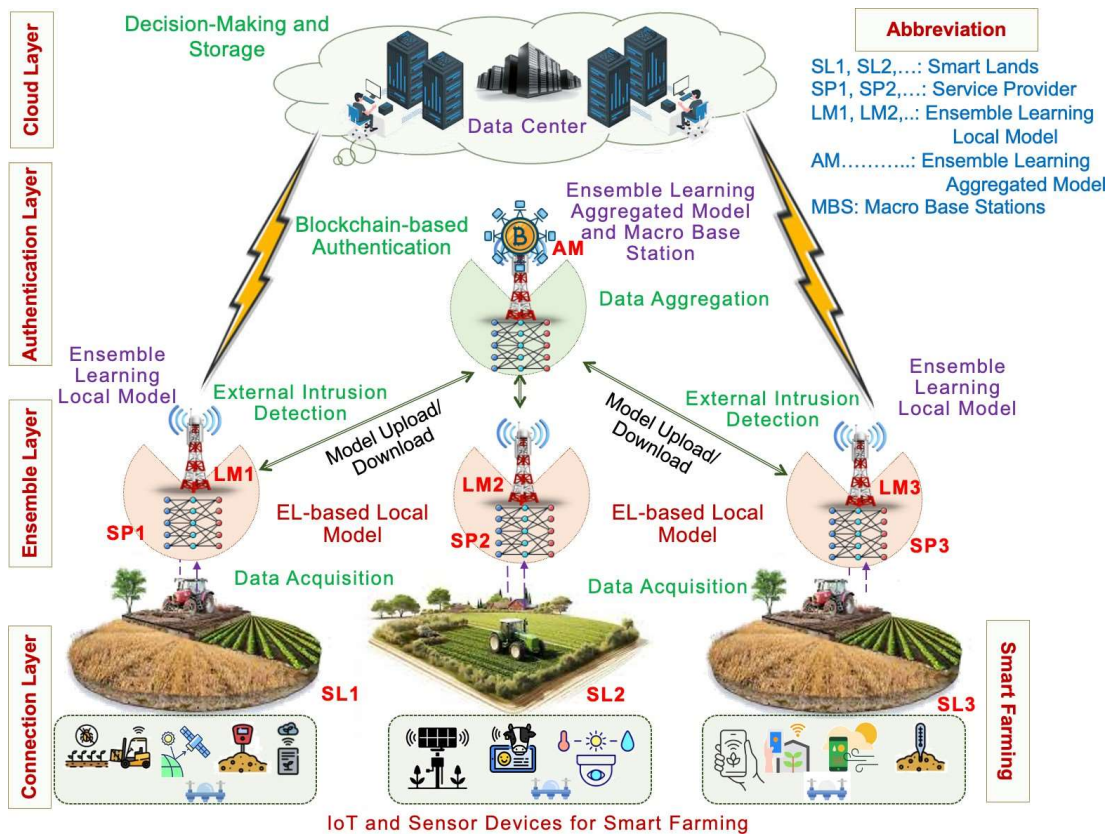 Cloud Layer
Decision-Making and
Storage
Data Center
Abbreviation
SL1, SL2,…: Smart Lands
SP1, SP2,…: Service Provider
LM1, LM2,..: Ensemble Learning
Local Model
AM………..: Ensemble Learning
Aggregated Model
MBS: Macro Base Stations
Authentication Layer
Blockchain-based
Authentication
Ensemble Learning
Aggregated Model
and Macro Base
Station
B
AM
Data Aggregation
Ensemble Layer
Ensemble
Learning
Local Model
External Intrusion
Detection
Model Upload/
Download
Model Upload/
Download
External Intrusion
Detection
Ensemble
Learning
Local Model
LM1
SP1
EL-based Local
Model
LM2
SP2
EL-based Local
Model
LM3
SP3
Connection Layer
Data Acquisition
Data Acquisition
SL1
SL2
SL3
Smart Farming
IoT and Sensor Devices for Smart Farming